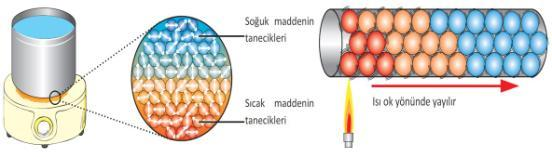 Soğuk maddenin
tanecikleri
Sıcak maddenin
tanecikleri
Isı ok yönünde yayılır